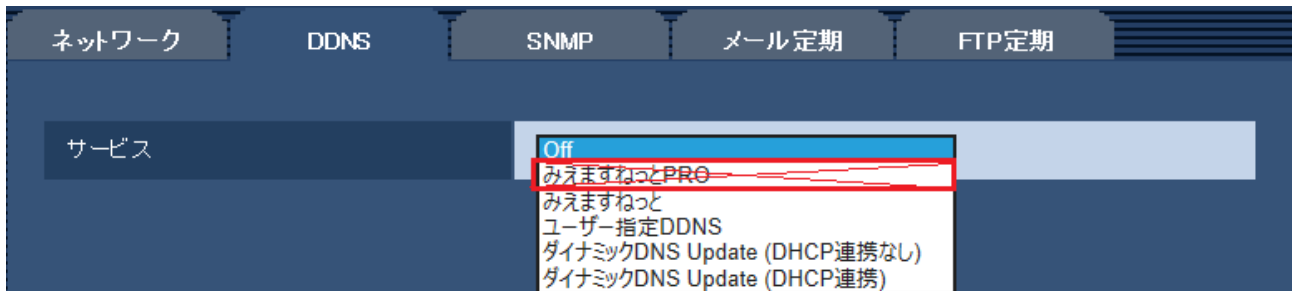 ネットワーク DDNS SNMP メール定期 FTP定期
サービス
Off
みえますねっとPRO
みえますねっと
ユーザー指定DDNS
ダイナミックDNS Update (DHCP連携なし)
ダイナミックDNS Update (DHCP連携)